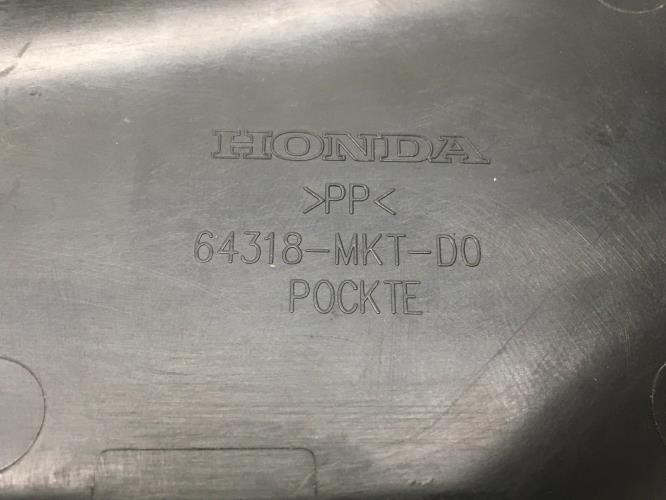 HONDA
>PP<
64318-MKT-D0
POCKTE